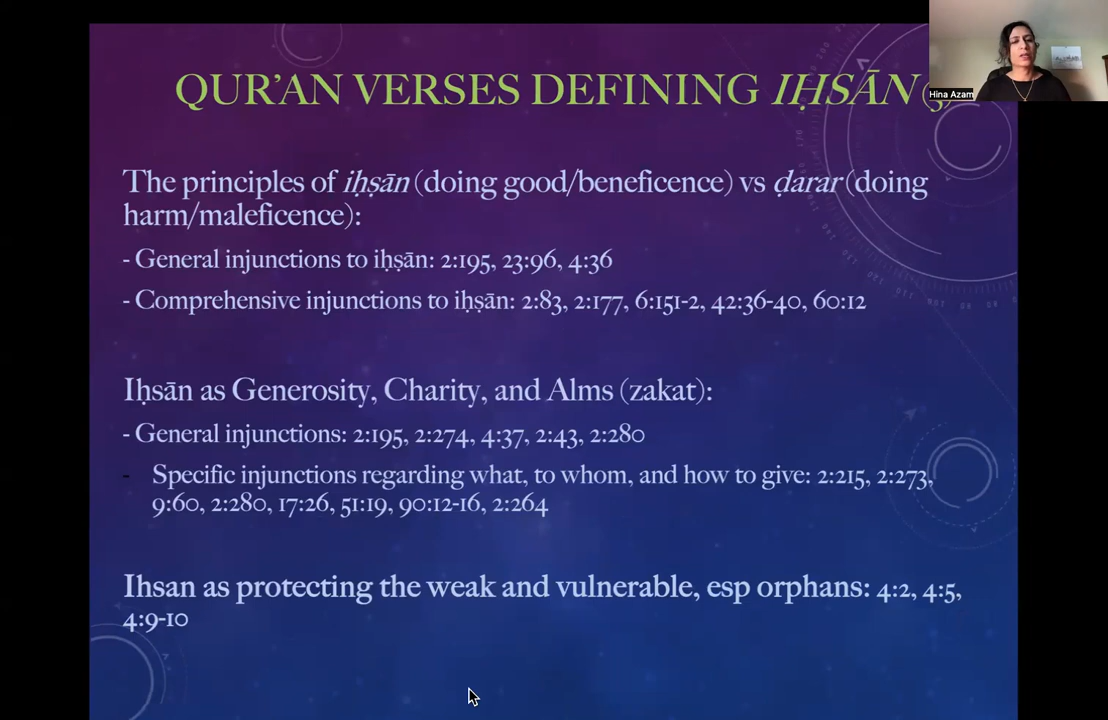 QUR'AN VERSES DEFINING IḤSĀN
Hina Azam
The principles of iḥsān (doing good/beneficence) vs ḍarar (doing
harm/maleficence):
- General injunctions to iḥsān: 2:195, 23:96, 4:36
- Comprehensive injunctions to iḥsān: 2:83, 2:177, 6:151-2, 42:36-40, 60:12
Iḥsān as Generosity, Charity, and Alms (zakat):
- General injunctions: 2:195, 2:274, 4:37, 2:43, 2:280
- Specific injunctions regarding what, to whom, and how to give: 2:215, 2:273,
9:60, 2:280, 17:26, 51:19, 90:12-16, 2:264
Ihsan as protecting the weak and vulnerable, esp orphans: 4:2, 4:5,
4:9-10